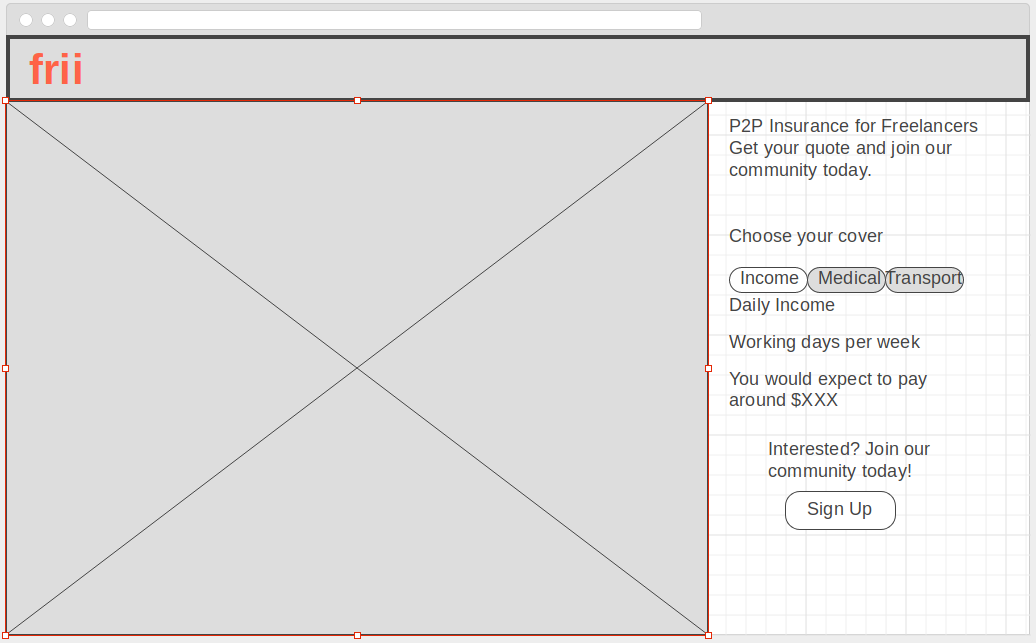 frii
P2P Insurance for Freelancers
Get your quote and join our
community today.
Choose your cover
Income Medical Transport
Daily Income
Working days per week
You would expect to pay
around $XXX
Interested? Join our
community today!
Sign Up